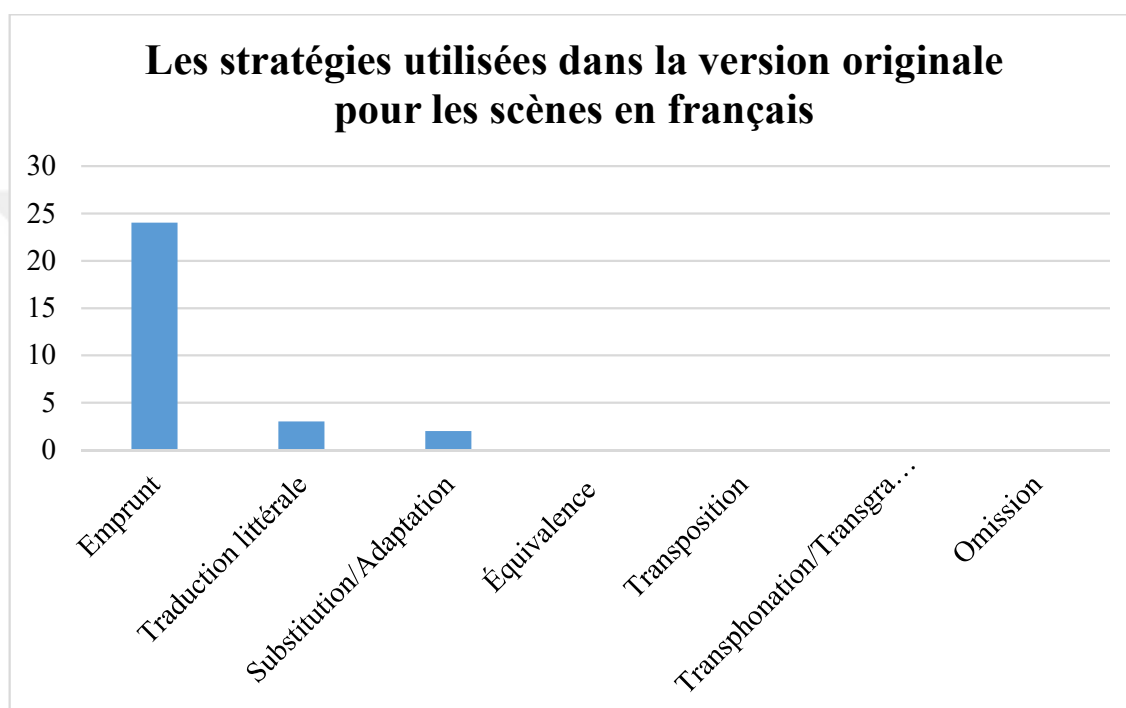 Les stratégies utilisées dans la version originale
pour les scènes en français
30
25
20
15
10
5
0
Emprunt
Traduction littérale
Substitution/Adaptation
Équivalence
Transposition
Transphonation/Transgra…
Omission